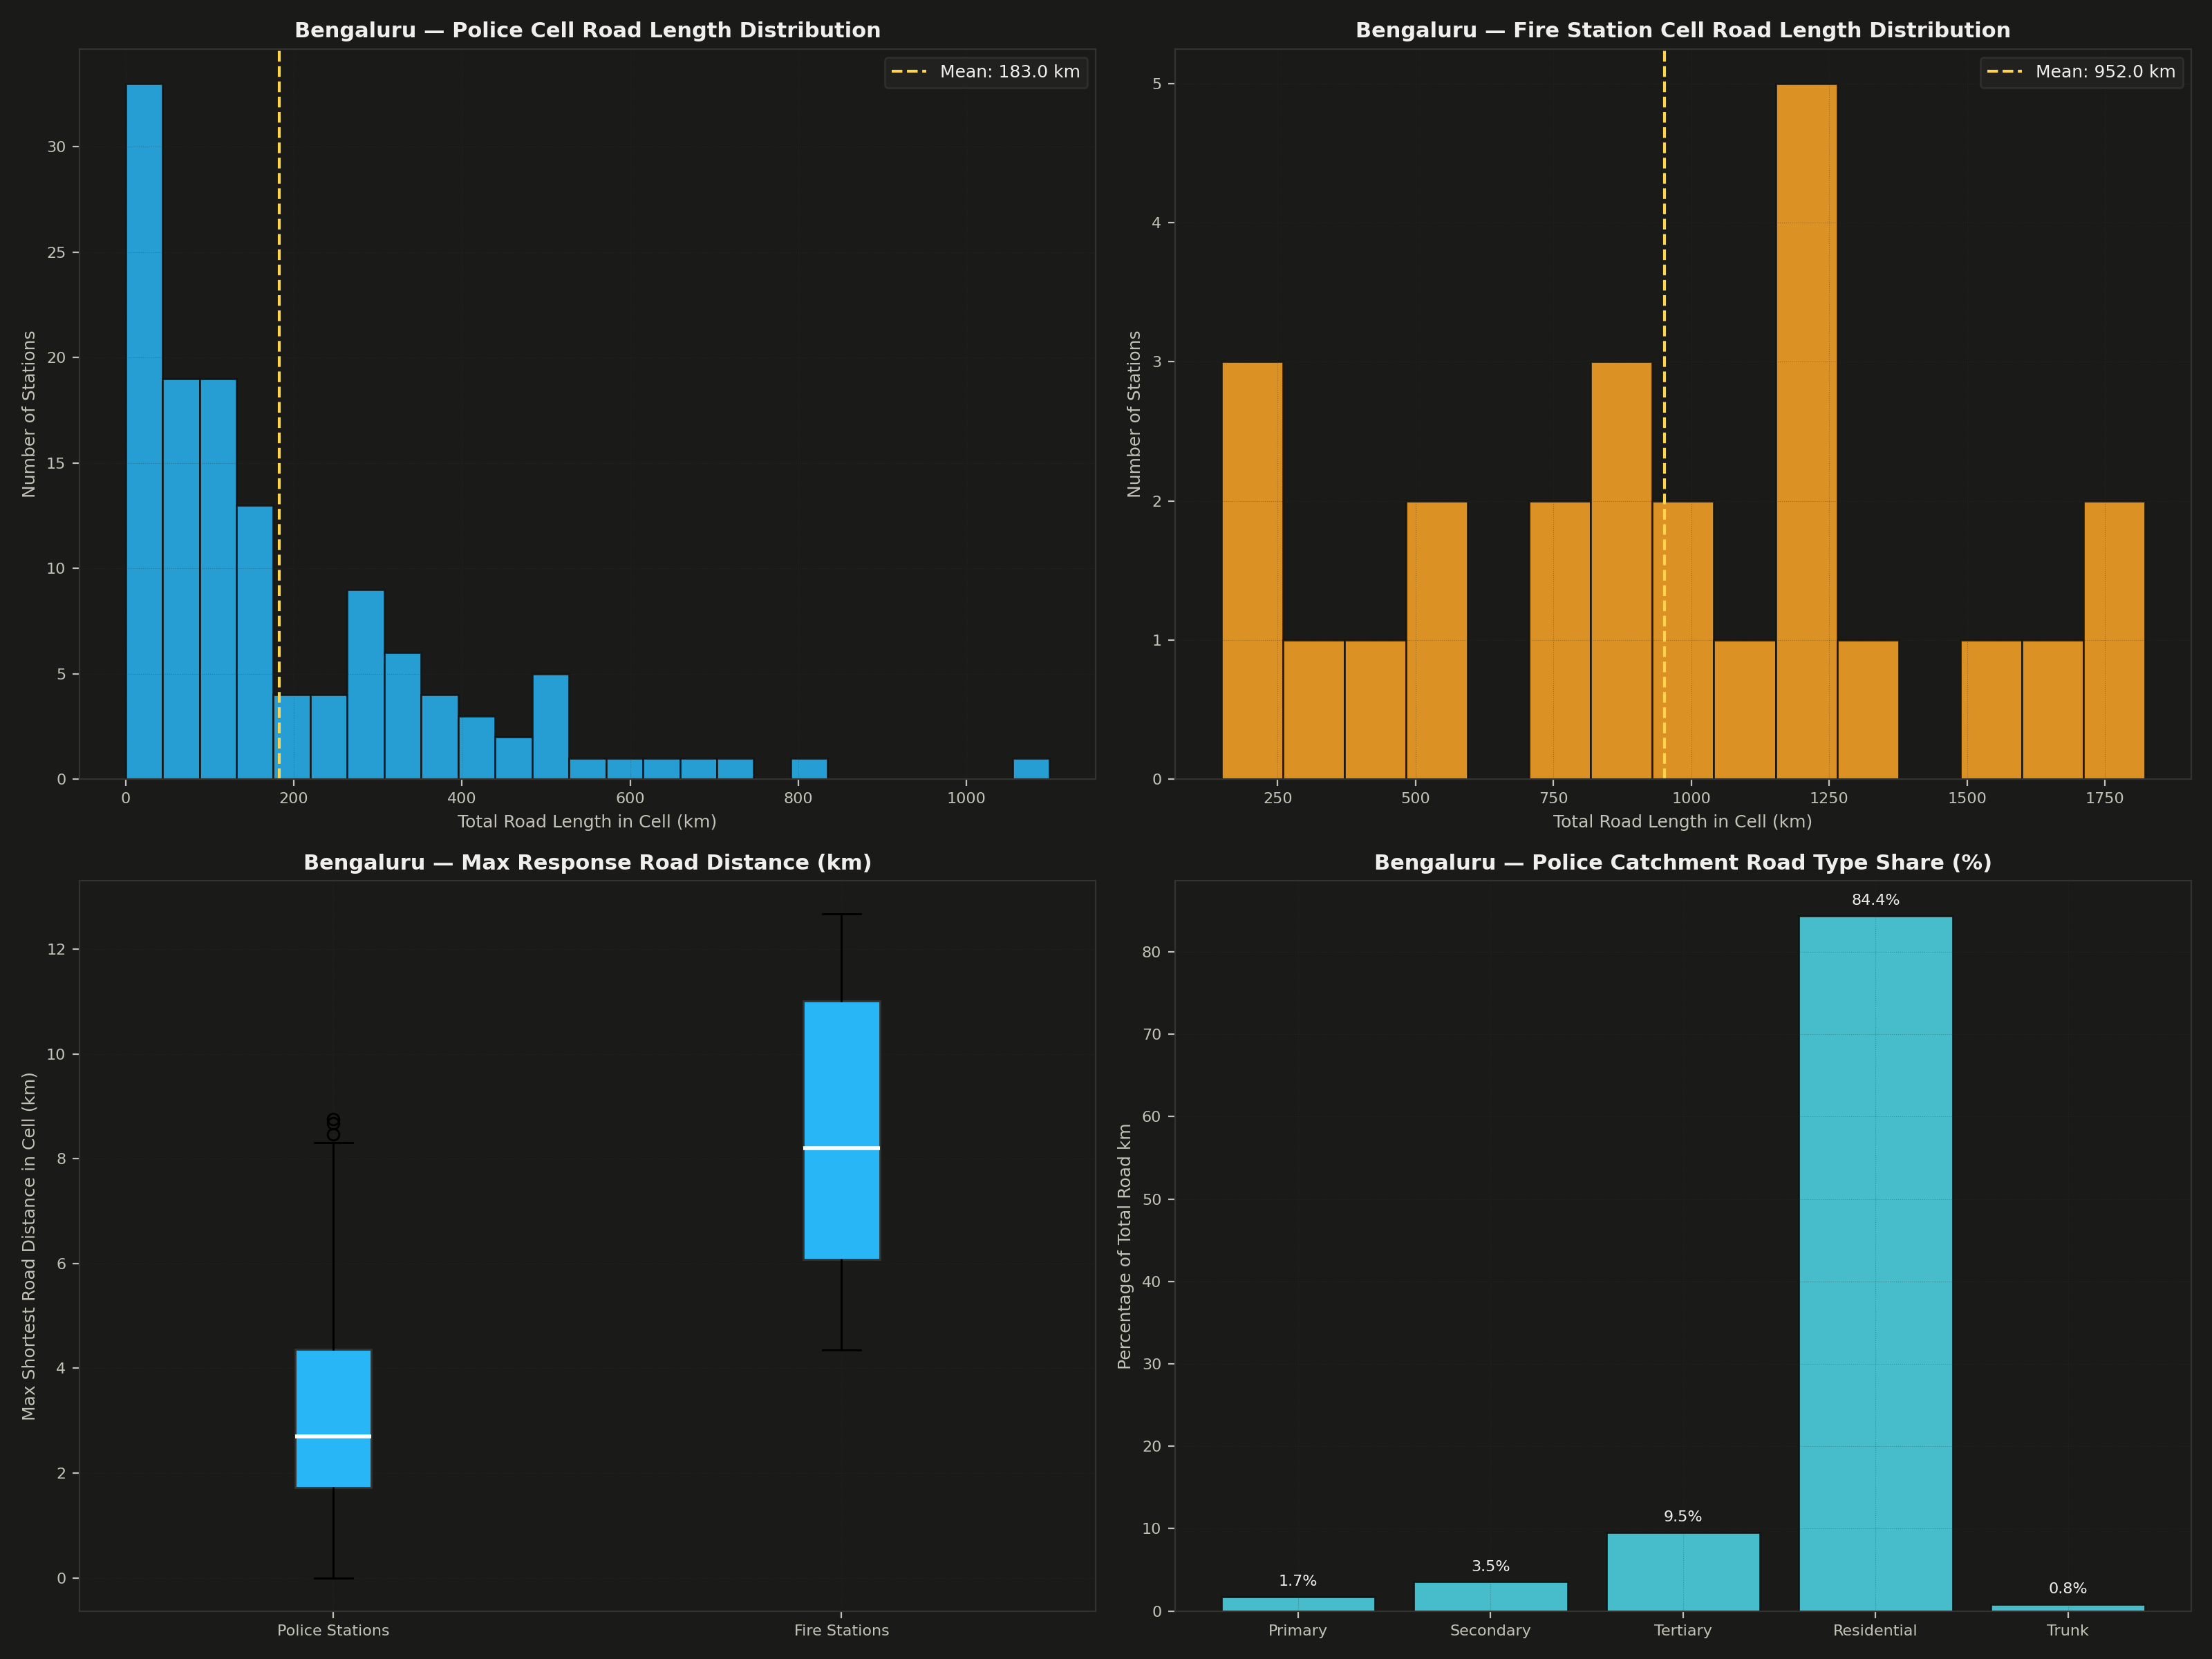 Bengaluru — Police Cell Road Length Distribution
Mean: 183.0 km
Number of Stations
30
25
20
15
10
5
0
0 200 400 600 800 1000
Total Road Length in Cell (km)
Bengaluru — Fire Station Cell Road Length Distribution
Mean: 952.0 km
Number of Stations
5
4
3
2
1
0
250 500 750 1000 1250 1500 1750
Total Road Length in Cell (km)
Bengaluru — Max Response Road Distance (km)
Max Shortest Road Distance in Cell (km)
12
10
8
6
4
2
0
Police Stations Fire Stations
Bengaluru — Police Catchment Road Type Share (%)
Percentage of Total Road km
80
70
60
50
40
30
20
10
0
1.7% 3.5% 9.5% 84.4% 0.8%
Primary Secondary Tertiary Residential Trunk